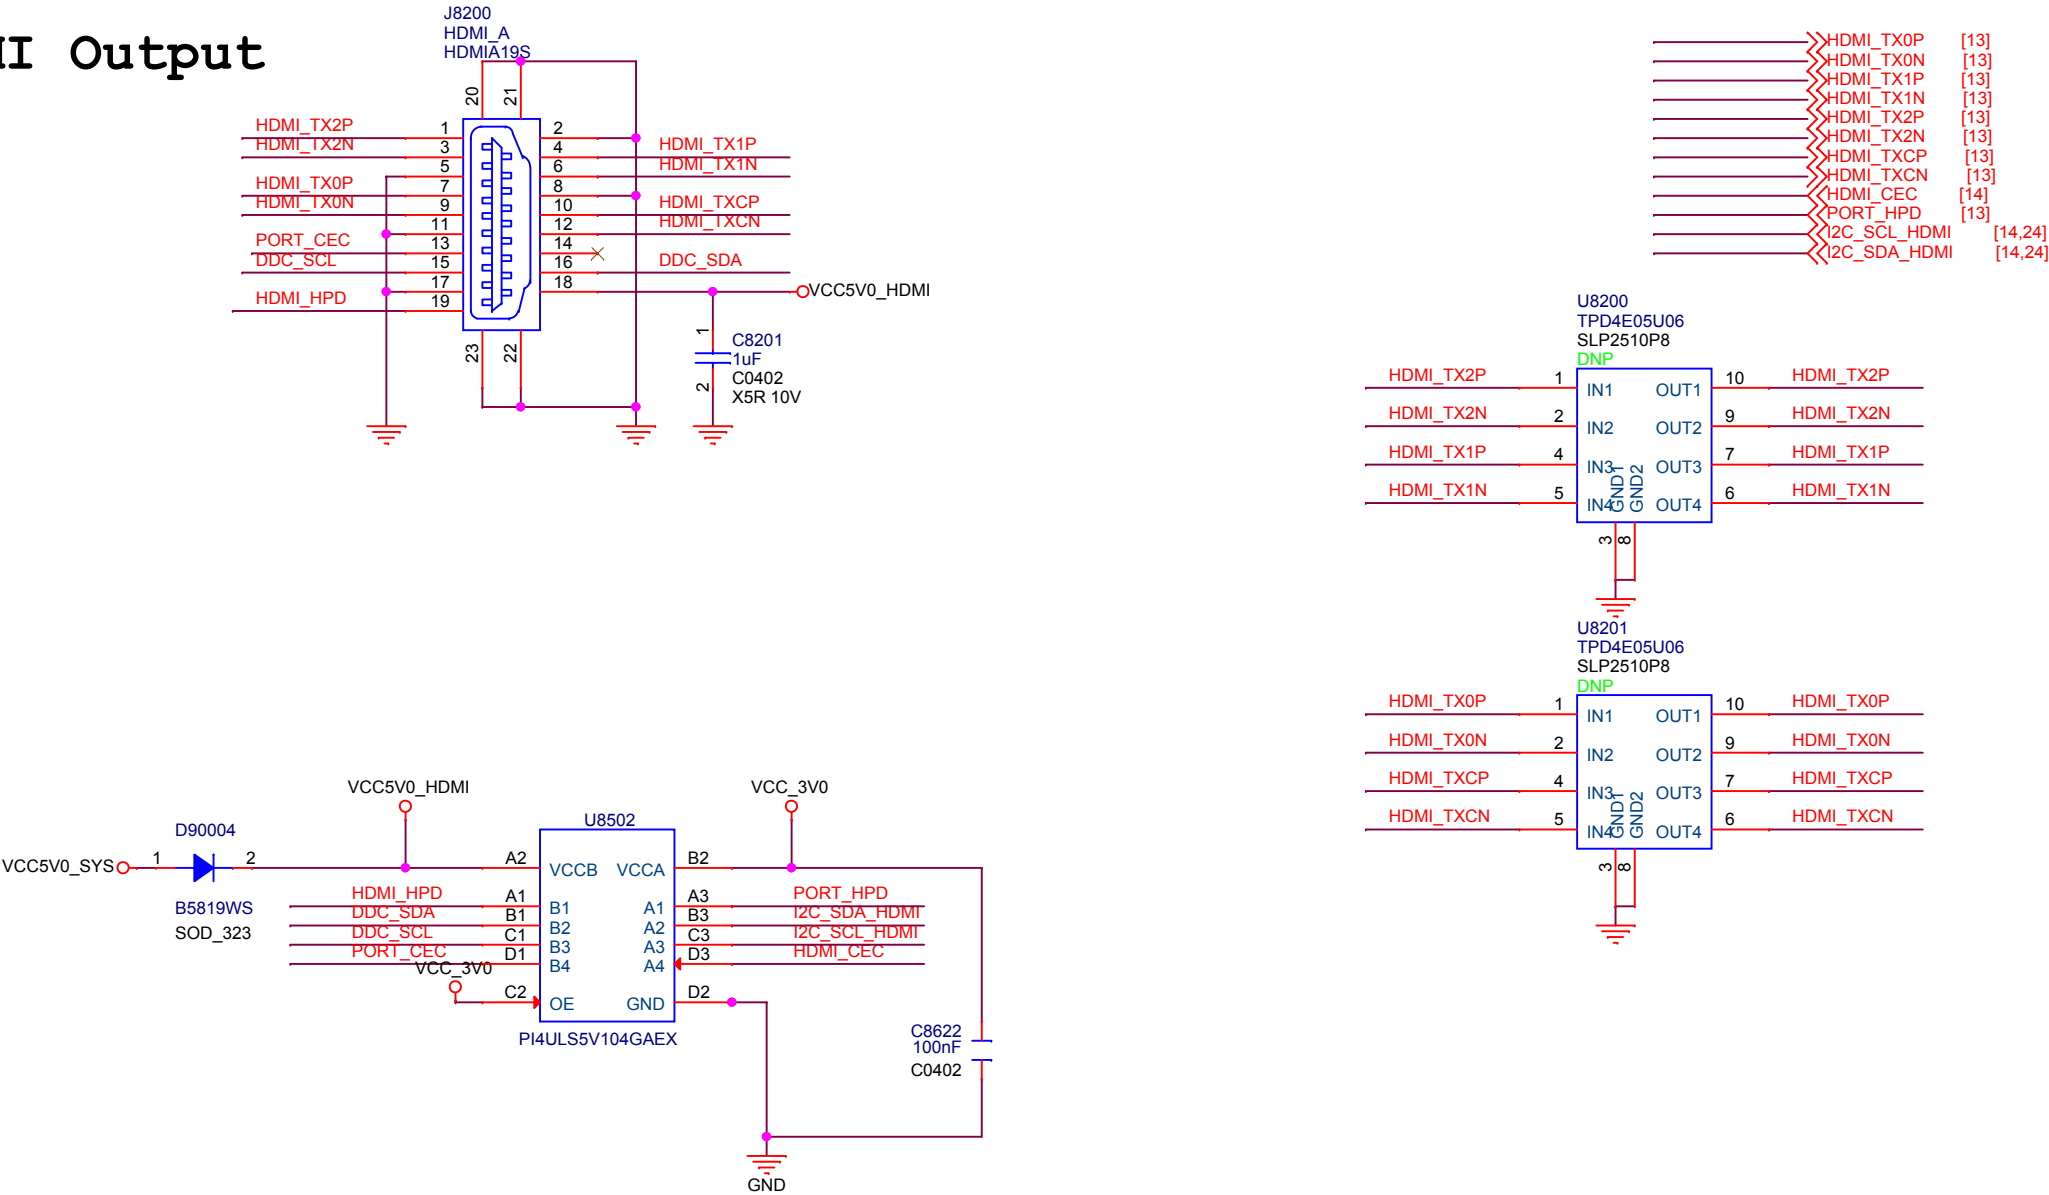 II Output
J8200
HDMI_A
HDMIA19S
20
21
HDMI_TX2P 1
HDMI_TX2N 3
5
HDMI_TX0P 7
HDMI_TX0N 9
11
PORT_CEC 13
DDC_SCL 15
17
HDMI_HPD 19
2
4 HDMI_TX1P
6 HDMI_TX1N
8
10 HDMI_TXCP
12 HDMI_TXCN
14
16 DDC_SDA
18 VCC5V0_HDMI
23
22
1
2
C8201
1uF
C0402
X5R 10V
HDMI_TX0P [13]
HDMI_TX0N [13]
HDMI_TX1P [13]
HDMI_TX1N [13]
HDMI_TX2P [13]
HDMI_TX2N [13]
HDMI_TXCP [13]
HDMI_TXCN [13]
HDMI_CEC [14]
PORT_HPD [13]
I2C_SCL_HDMI [14,24]
I2C_SDA_HDMI [14,24]
U8200
TPD4E05U06
SLP2510P8
DNP
HDMI_TX2P 1 IN1 OUT1 10 HDMI_TX2P
HDMI_TX2N 2 IN2 OUT2 9 HDMI_TX2N
HDMI_TX1P 4 IN3 OUT3 7 HDMI_TX1P
HDMI_TX1N 5 IN4 OUT4 6 HDMI_TX1N
GND1
GND2
3
8
U8201
TPD4E05U06
SLP2510P8
DNP
HDMI_TX0P 1 IN1 OUT1 10 HDMI_TX0P
HDMI_TX0N 2 IN2 OUT2 9 HDMI_TX0N
HDMI_TXCP 4 IN3 OUT3 7 HDMI_TXCP
HDMI_TXCN 5 IN4 OUT4 6 HDMI_TXCN
GND1
GND2
3
8
VCC5V0_HDMI
VCC_3V0
D90004
U8502
VCC5V0_SYS 1 2
B5819WS
SOD_323
A2 VCCB VCCA B2
HDMI_HPD A1 B1 A1 A3 PORT_HPD
DDC_SDA B1 B2 A2 B3 I2C_SDA_HDMI
DDC_SCL C1 B3 A3 C3 I2C_SCL_HDMI
PORT_CEC D1 B4 A4 D3 HDMI_CEC
VCC_3V0
C2 OE GND D2
PI4ULS5V104GAEX
C8622
100nF
C0402
GND